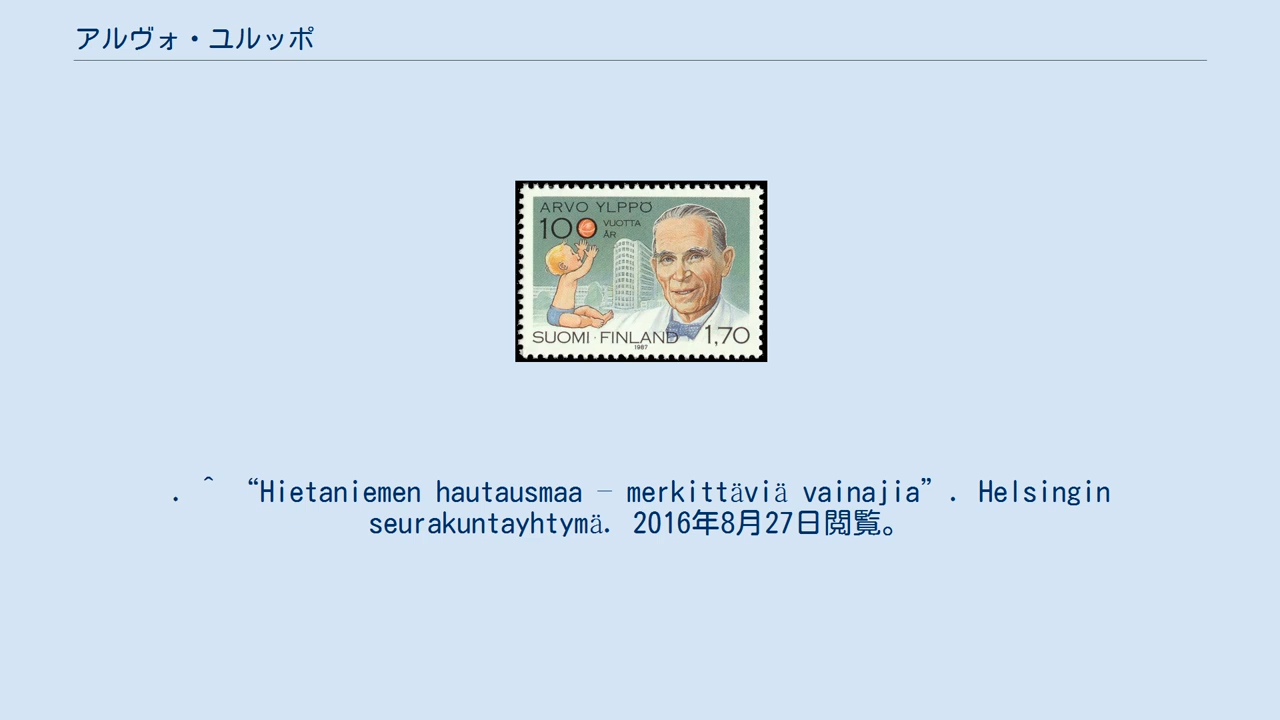 アルヴォ・ユルッポ
ARVO YLPPÖ
100 VUOTTA
ÅR
SUOMI·FINLAND 1,70
1987
. ^ “Hietaniemen hautausmaa – merkittäviä vainajia”. Helsingin
seurakuntayhtymä. 2016年8月27日閲覧。